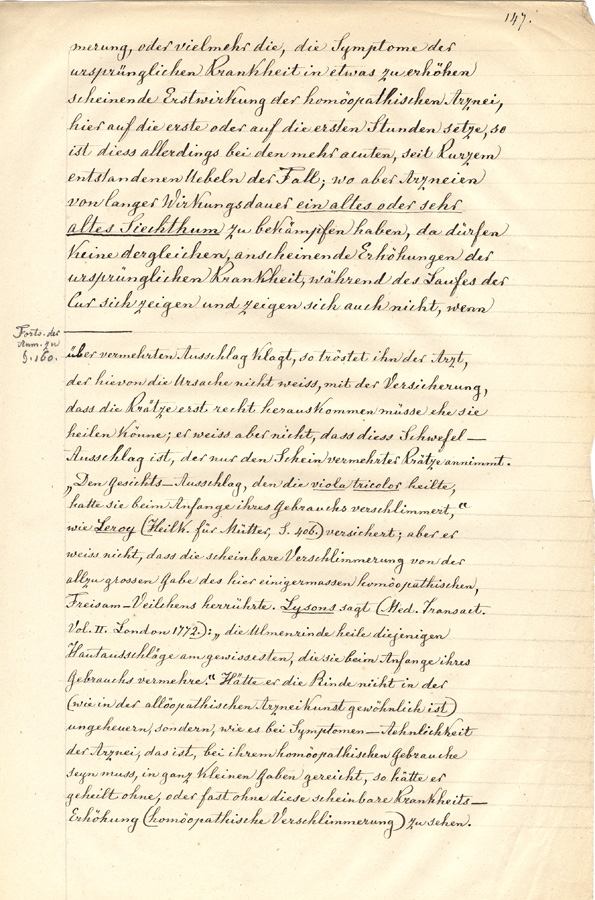 147.
merung, oder vielmehr die, die Symptome der
ursprünglichen Krankheit in etwas zu erhöhen
scheinende Erstwirkung der homöopathischen Arznei,
hier auf die erste oder auf die ersten Stunden setze, so
ist diess allerdings bei den mehr acuten, seit Kurzem
entstandenen Uebeln der Fall; wo aber Arzneien
von langer Wirkungsdauer ein altes oder sehr
altes Siechthum zu bekämpfen haben, da dürfen
keine dergleichen, anscheinende Erhöhungen der
ursprünglichen Krankheit, während des Laufes der
Cur sich zeigen und zeigen sich auch nicht, wenn
Forts. der
Anm. zu
§. 160.
über vermehrten Ausschlag klagt, so tröstet ihn der Arzt,
der hievon die Ursache nicht weiss, mit der Versicherung,
dass die Krätze erst recht herauskommen müsse ehe sie
heilen könne; er weiss aber nicht, dass diess Schwefel-
Ausschlag ist, der nur den Schein vermehrter Krätze annimmt.
„Den Gesichts-Ausschlag, den die viola tricolor heilte,
hatte sie beim Anfange ihres Gebrauchs verschlimmert,“
wie Leroy (Heilk. für Mütter, S. 406.) versichert; aber er
weiss nicht, dass die scheinbare Verschlimmerung von der
allzu grossen Gabe des hier einigermassen homöopathischen,
Freisam-Veilchens herrührte. Lysons sagt (Med. Transact.
Vol. II. London 1772.): „die Ulmenrinde heile diejenigen
Hautausschläge am gewissesten, die sie beim Anfange ihres
Gebrauchs vermehre.“ Hätte er die Rinde nicht in der
(wie in der allöopathischen Arzneikunst gewöhnlich ist)
ungeheuern, sondern, wie es bei Symptomen-Aehnlichkeit
der Arznei, das ist, bei ihrem homöopathischen Gebrauche
seyn muss, in ganz kleinen Gaben gereicht, so hätte er
geheilt ohne, oder fast ohne diese scheinbare Krankheits-
Erhöhung (homöopathische Verschlimmerung) zu sehen.